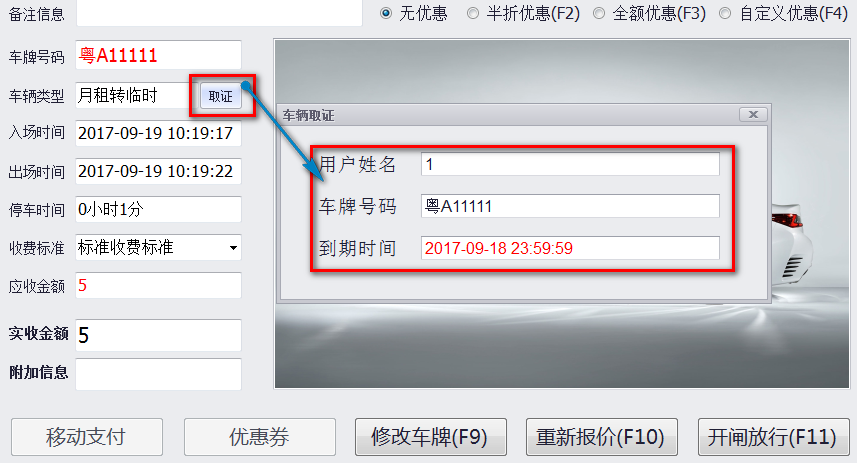 备注信息
无优惠 半折优惠(F2) 全额优惠(F3) 自定义优惠(F4)
车牌号码 粤A11111
车辆类型 月租转临时 取证
入场时间 2017-09-19 10:19:17
出场时间 2017-09-19 10:19:22
停车时间 0小时1分
收费标准 标准收费标准
应收金额 5
实收金额 5
附加信息
车辆取证
用户姓名 1
车牌号码 粤A11111
到期时间 2017-09-18 23:59:59
移动支付 优惠券 修改车牌(F9) 重新报价(F10) 开闸放行(F11)